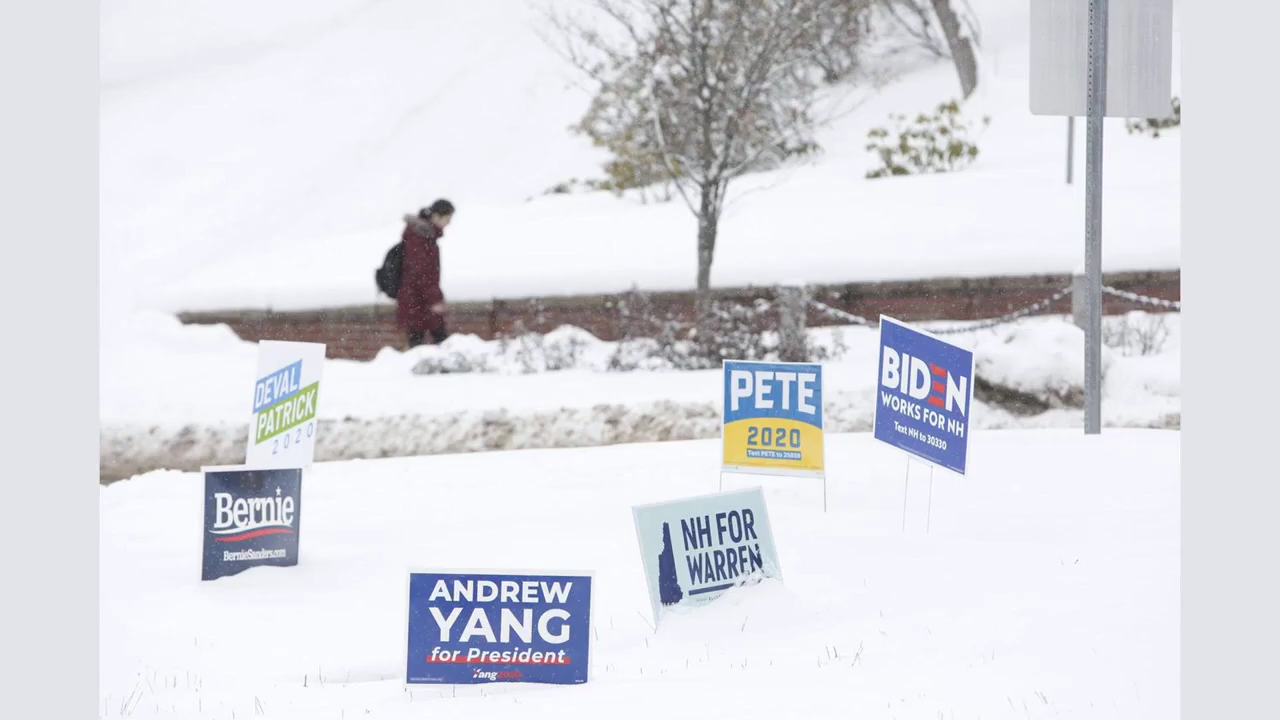 DEVAL
PATRICK
2020
Bernie
BernieSanders.com
ANDREW
YANG
for President
Yang2020
NH FOR
WARREN
PETE
2020
Text PETE to 25859
BIDEN
WORKS FOR NH
Text NH to 30330